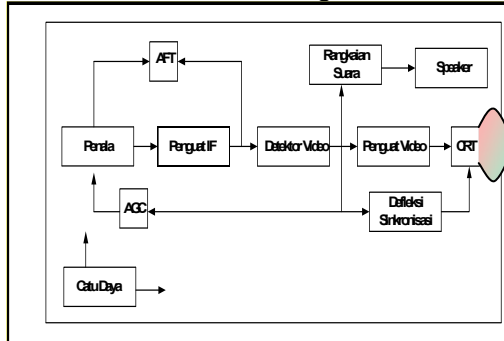 AFT
Rangkaian
Suara
Speaker
Penala
Penguat IF
Detektor Video
Penguat Video
CRT
AGC
Defleksi
Sinkronisasi
Catu Daya